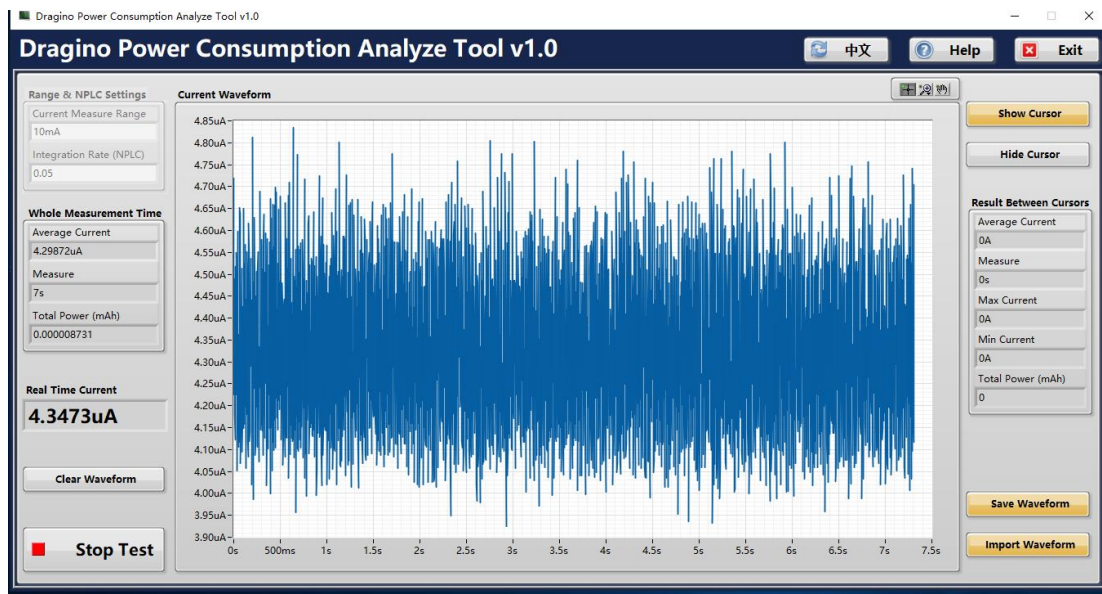 Dragino Power Consumption Analyze Tool v1.0
Dragino Power Consumption Analyze Tool v1.0
中文
Help
Exit
Range & NPLC Settings
Current Measure Range
10mA
Integration Rate (NPLC)
0.05
Whole Measurement Time
Average Current
4.29872uA
Measure
7s
Total Power (mAh)
0.000008731
Real Time Current
4.3473uA
Clear Waveform
Stop Test
Current Waveform
4.85uA
4.80uA
4.75uA
4.70uA
4.65uA
4.60uA
4.55uA
4.50uA
4.45uA
4.40uA
4.35uA
4.30uA
4.25uA
4.20uA
4.15uA
4.10uA
4.05uA
4.00uA
3.95uA
3.90uA
0s 500ms 1s 1.5s 2s 2.5s 3s 3.5s 4s 4.5s 5s 5.5s 6s 6.5s 7s 7.5s
Show Cursor
Hide Cursor
Result Between Cursors
Average Current
0A
Measure
0s
Max Current
0A
Min Current
0A
Total Power (mAh)
0
Save Waveform
Import Waveform